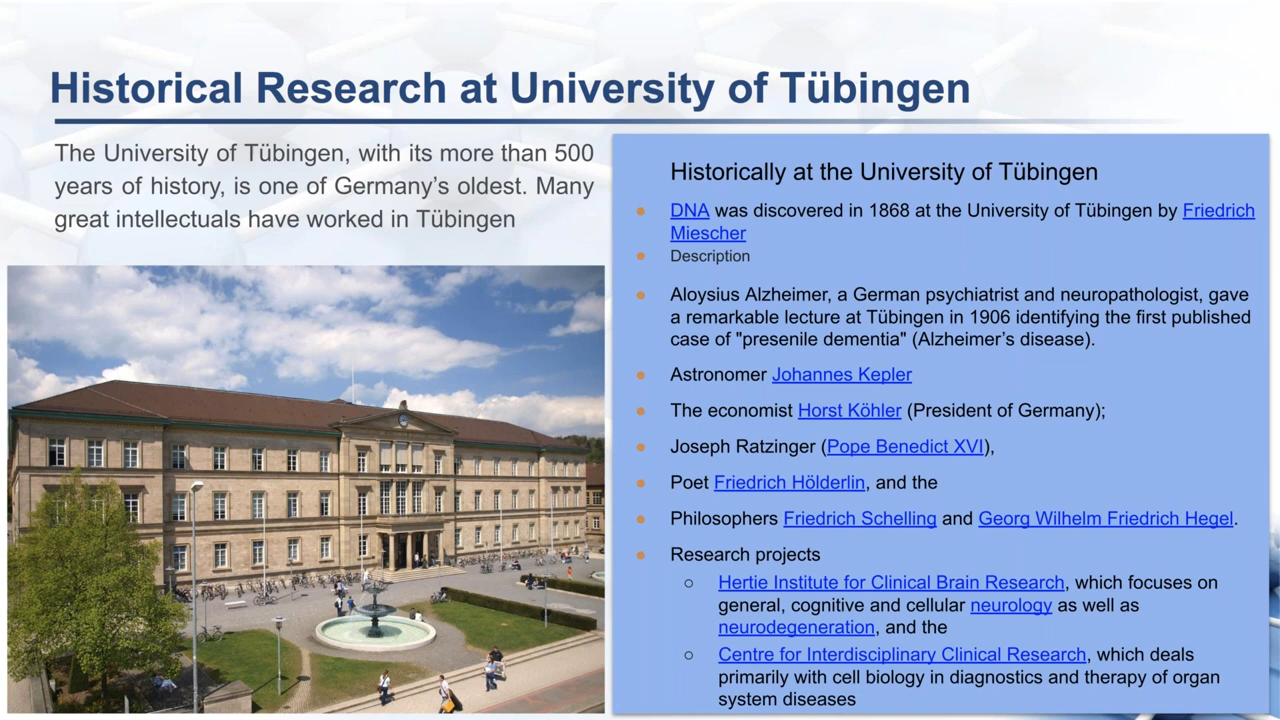 Historical Research at University of Tübingen
The University of Tübingen, with its more than 500
years of history, is one of Germany’s oldest. Many
great intellectuals have worked in Tübingen
Historically at the University of Tübingen
DNA was discovered in 1868 at the University of Tübingen by Friedrich
Miescher
Description
Aloysius Alzheimer, a German psychiatrist and neuropathologist, gave
a remarkable lecture at Tübingen in 1906 identifying the first published
case of "presenile dementia" (Alzheimer’s disease).
Astronomer Johannes Kepler
The economist Horst Köhler (President of Germany);
Joseph Ratzinger (Pope Benedict XVI),
Poet Friedrich Hölderlin, and the
Philosophers Friedrich Schelling and Georg Wilhelm Friedrich Hegel.
Research projects
Hertie Institute for Clinical Brain Research, which focuses on
general, cognitive and cellular neurology as well as
neurodegeneration, and the
Centre for Interdisciplinary Clinical Research, which deals
primarily with cell biology in diagnostics and therapy of organ
system diseases